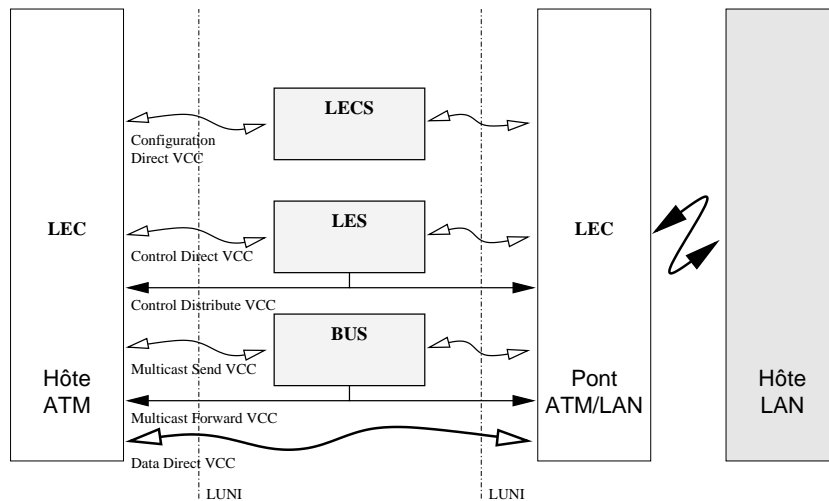 LECS
Configuration
Direct VCC
LEC
LES
LEC
Control Direct VCC
Control Distribute VCC
BUS
Multicast Send VCC
Hôte
ATM
Pont
ATM/LAN
Hôte
LAN
Multicast Forward VCC
Data Direct VCC
LUNI
LUNI